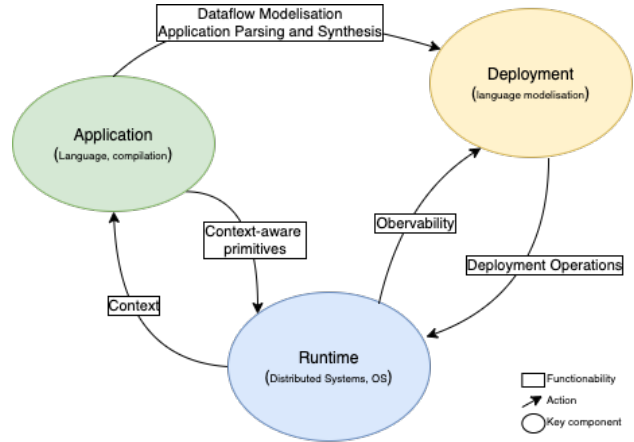 Dataflow Modelisation
Application Parsing and Synthesis
Deployment
(language modelisation)
Application
(Language, compilation)
Context-aware
primitives
Obervability
Deployment Operations
Context
Runtime
(Distributed Systems, OS)
Functionability
Action
Key component